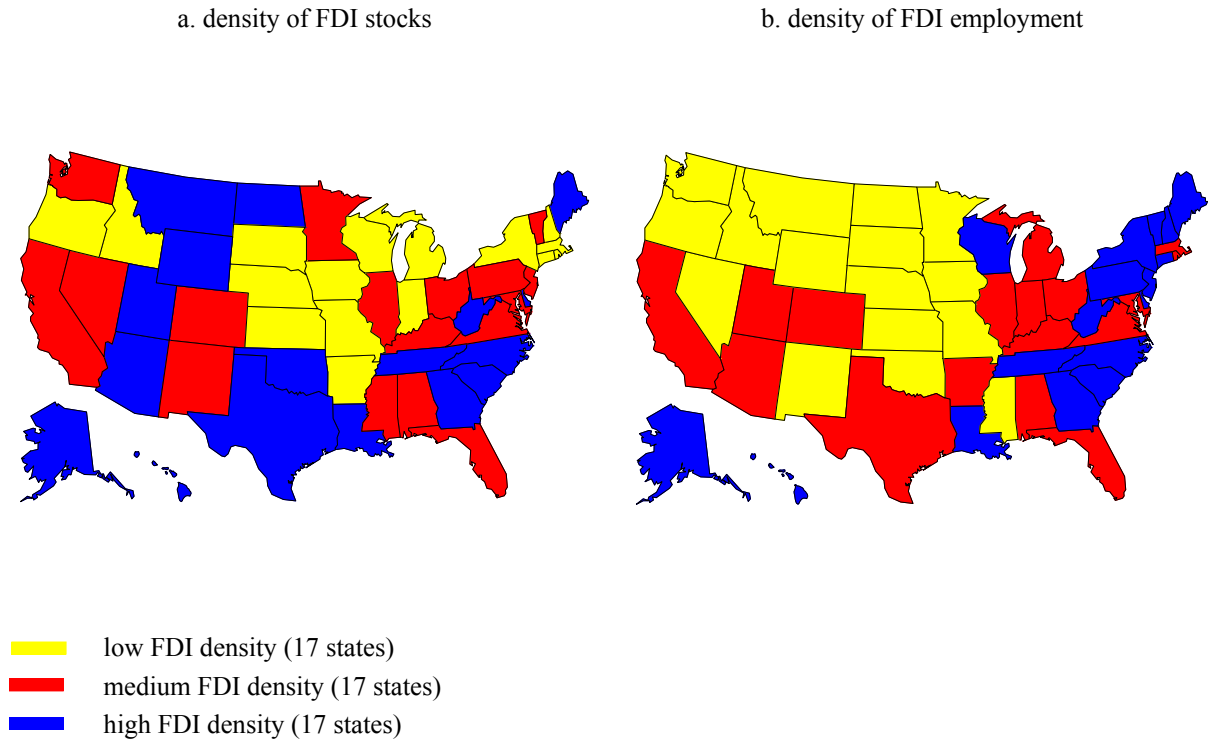 a. density of FDI stocks
b. density of FDI employment
low FDI density (17 states)
medium FDI density (17 states)
high FDI density (17 states)